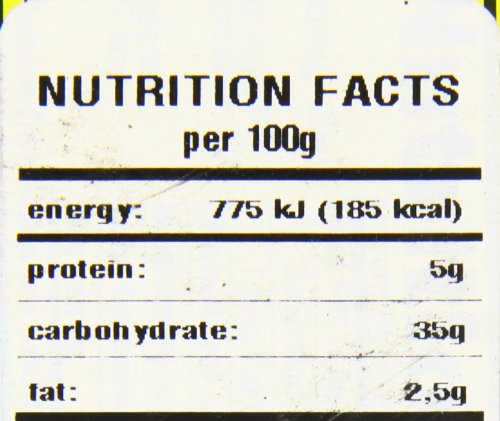 NUTRITION FACTS
per 100g
energy: 775 kJ (185 kcal)
protein: 5g
carbohydrate: 35g
fat: 2,5g